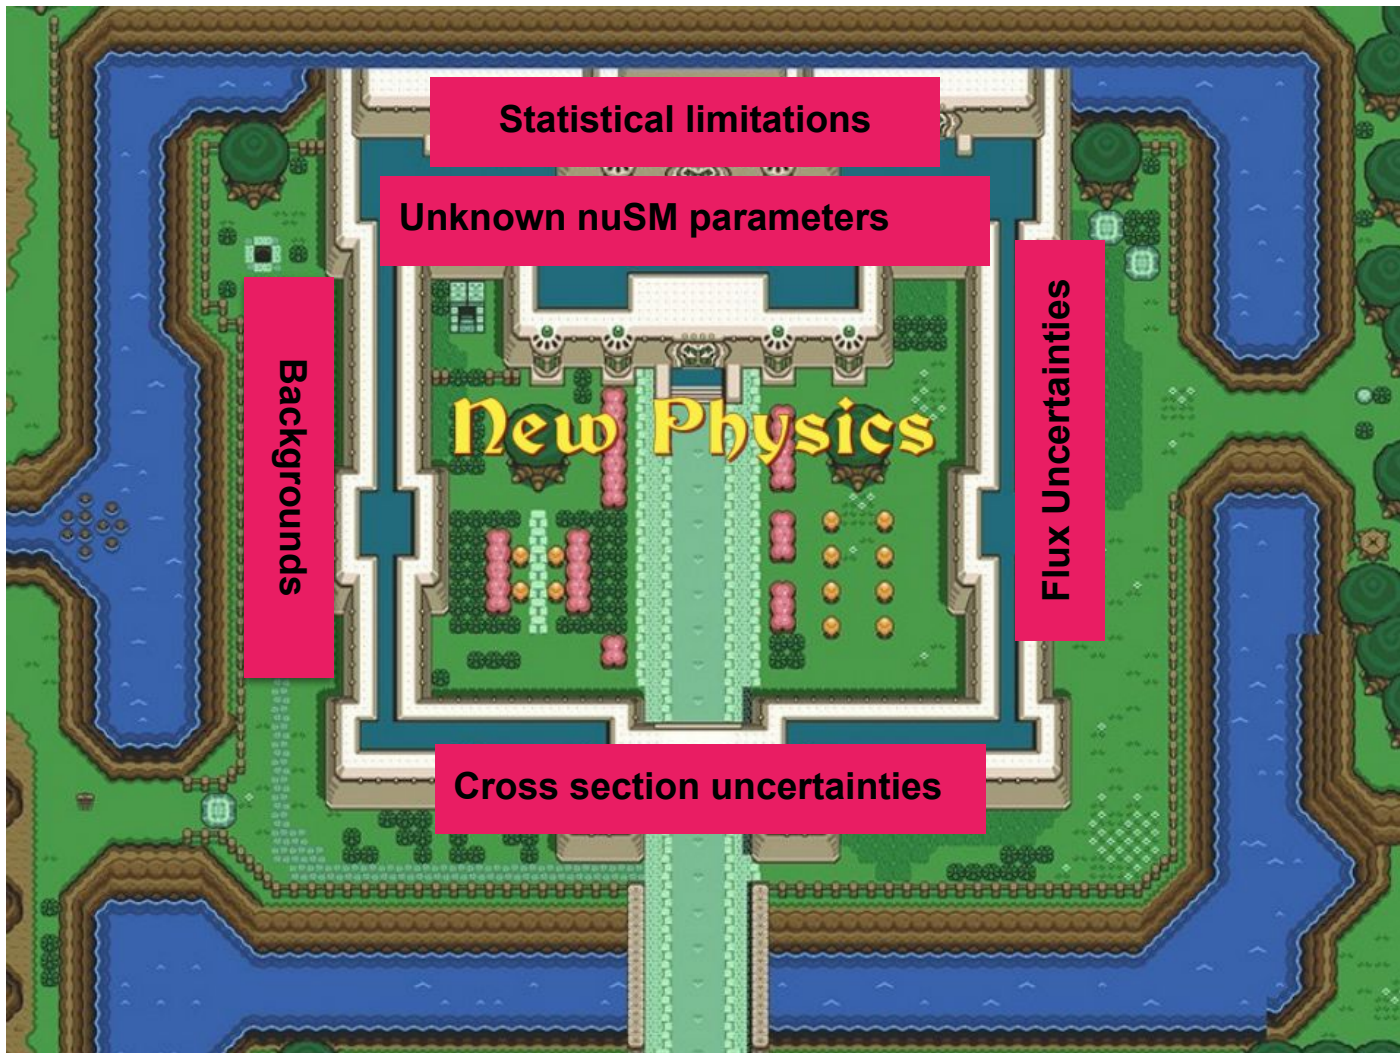 Statistical limitations
Unknown nuSM parameters
Backgrounds
Flux Uncertainties
New Physics
Cross section uncertainties